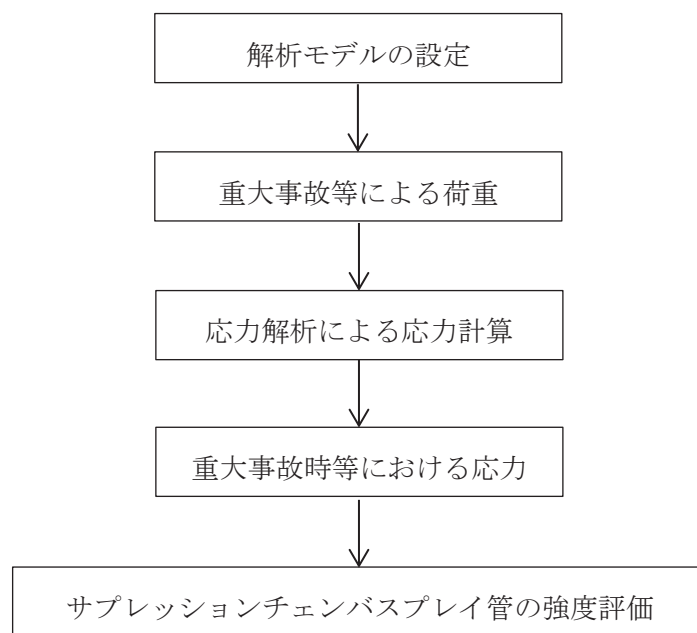 解析モデルの設定
重大事故等による荷重
応力解析による応力計算
重大事故時等における応力
サプレッションチェンバスプレイ管の強度評価